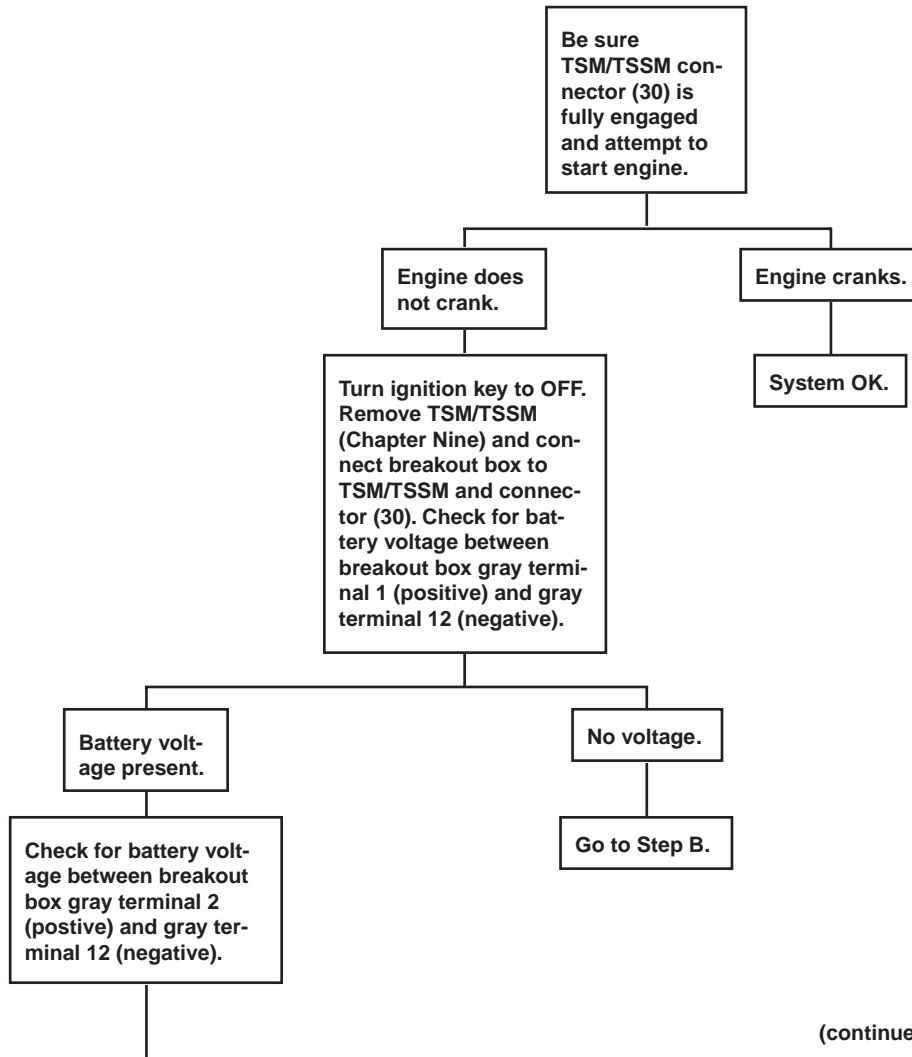 Be sure
TSM/TSSM con-
nector (30) is
fully engaged
and attempt to
start engine.
Engine does
not crank.
Engine cranks.
Turn ignition key to OFF.
Remove TSM/TSSM
(Chapter Nine) and con-
nect breakout box to
TSM/TSSM and connec-
tor (30). Check for bat-
tery voltage between
breakout box gray termi-
nal 1 (positive) and gray
terminal 12 (negative).
System OK.
Battery volt-
age present.
No voltage.
Check for battery volt-
age between breakout
box gray terminal 2
(postive) and gray ter-
minal 12 (negative).
Go to Step B.
(continue